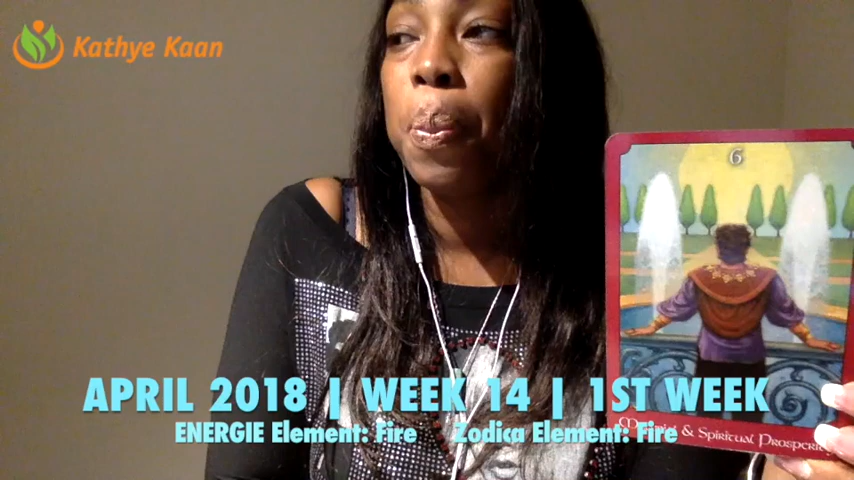 Kathye Kaan
6
APRIL 2018 | WEEK 14 | 1ST WEEK
ENERGIE Element: Fire Zodica Element: Fire
& Spiritual Prosperity